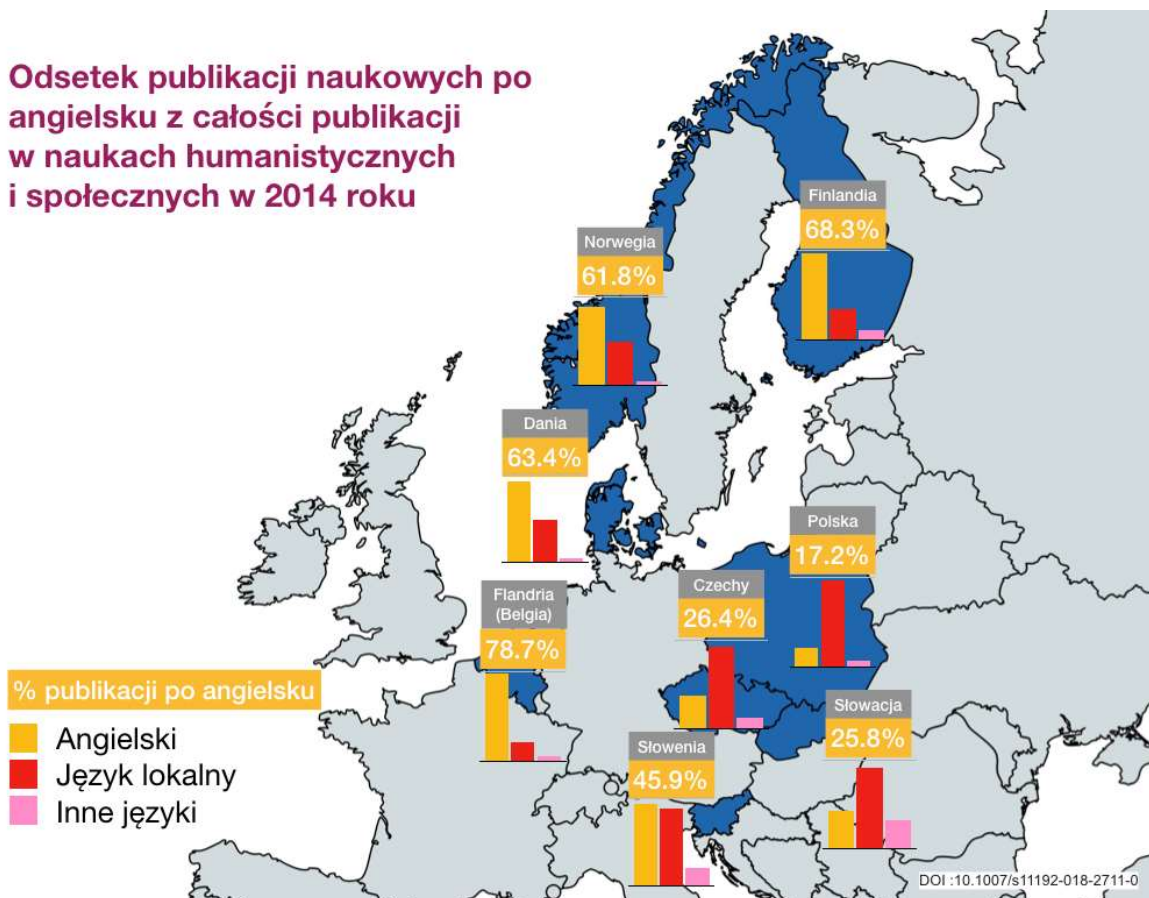 Odsetek publikacji naukowych po
angielsku z całości publikacji
w naukach humanistycznych
i społecznych w 2014 roku
Finlandia
68.3%
Norwegia
61.8%
Dania
63.4%
Polska
17.2%
Czechy
26.4%
Flandria
(Belgia)
78.7%
Słowacja
25.8%
Słowenia
45.9%
% publikacji po angielsku
Angielski
Język lokalny
Inne języki
DOI :10.1007/s11192-018-2711-0